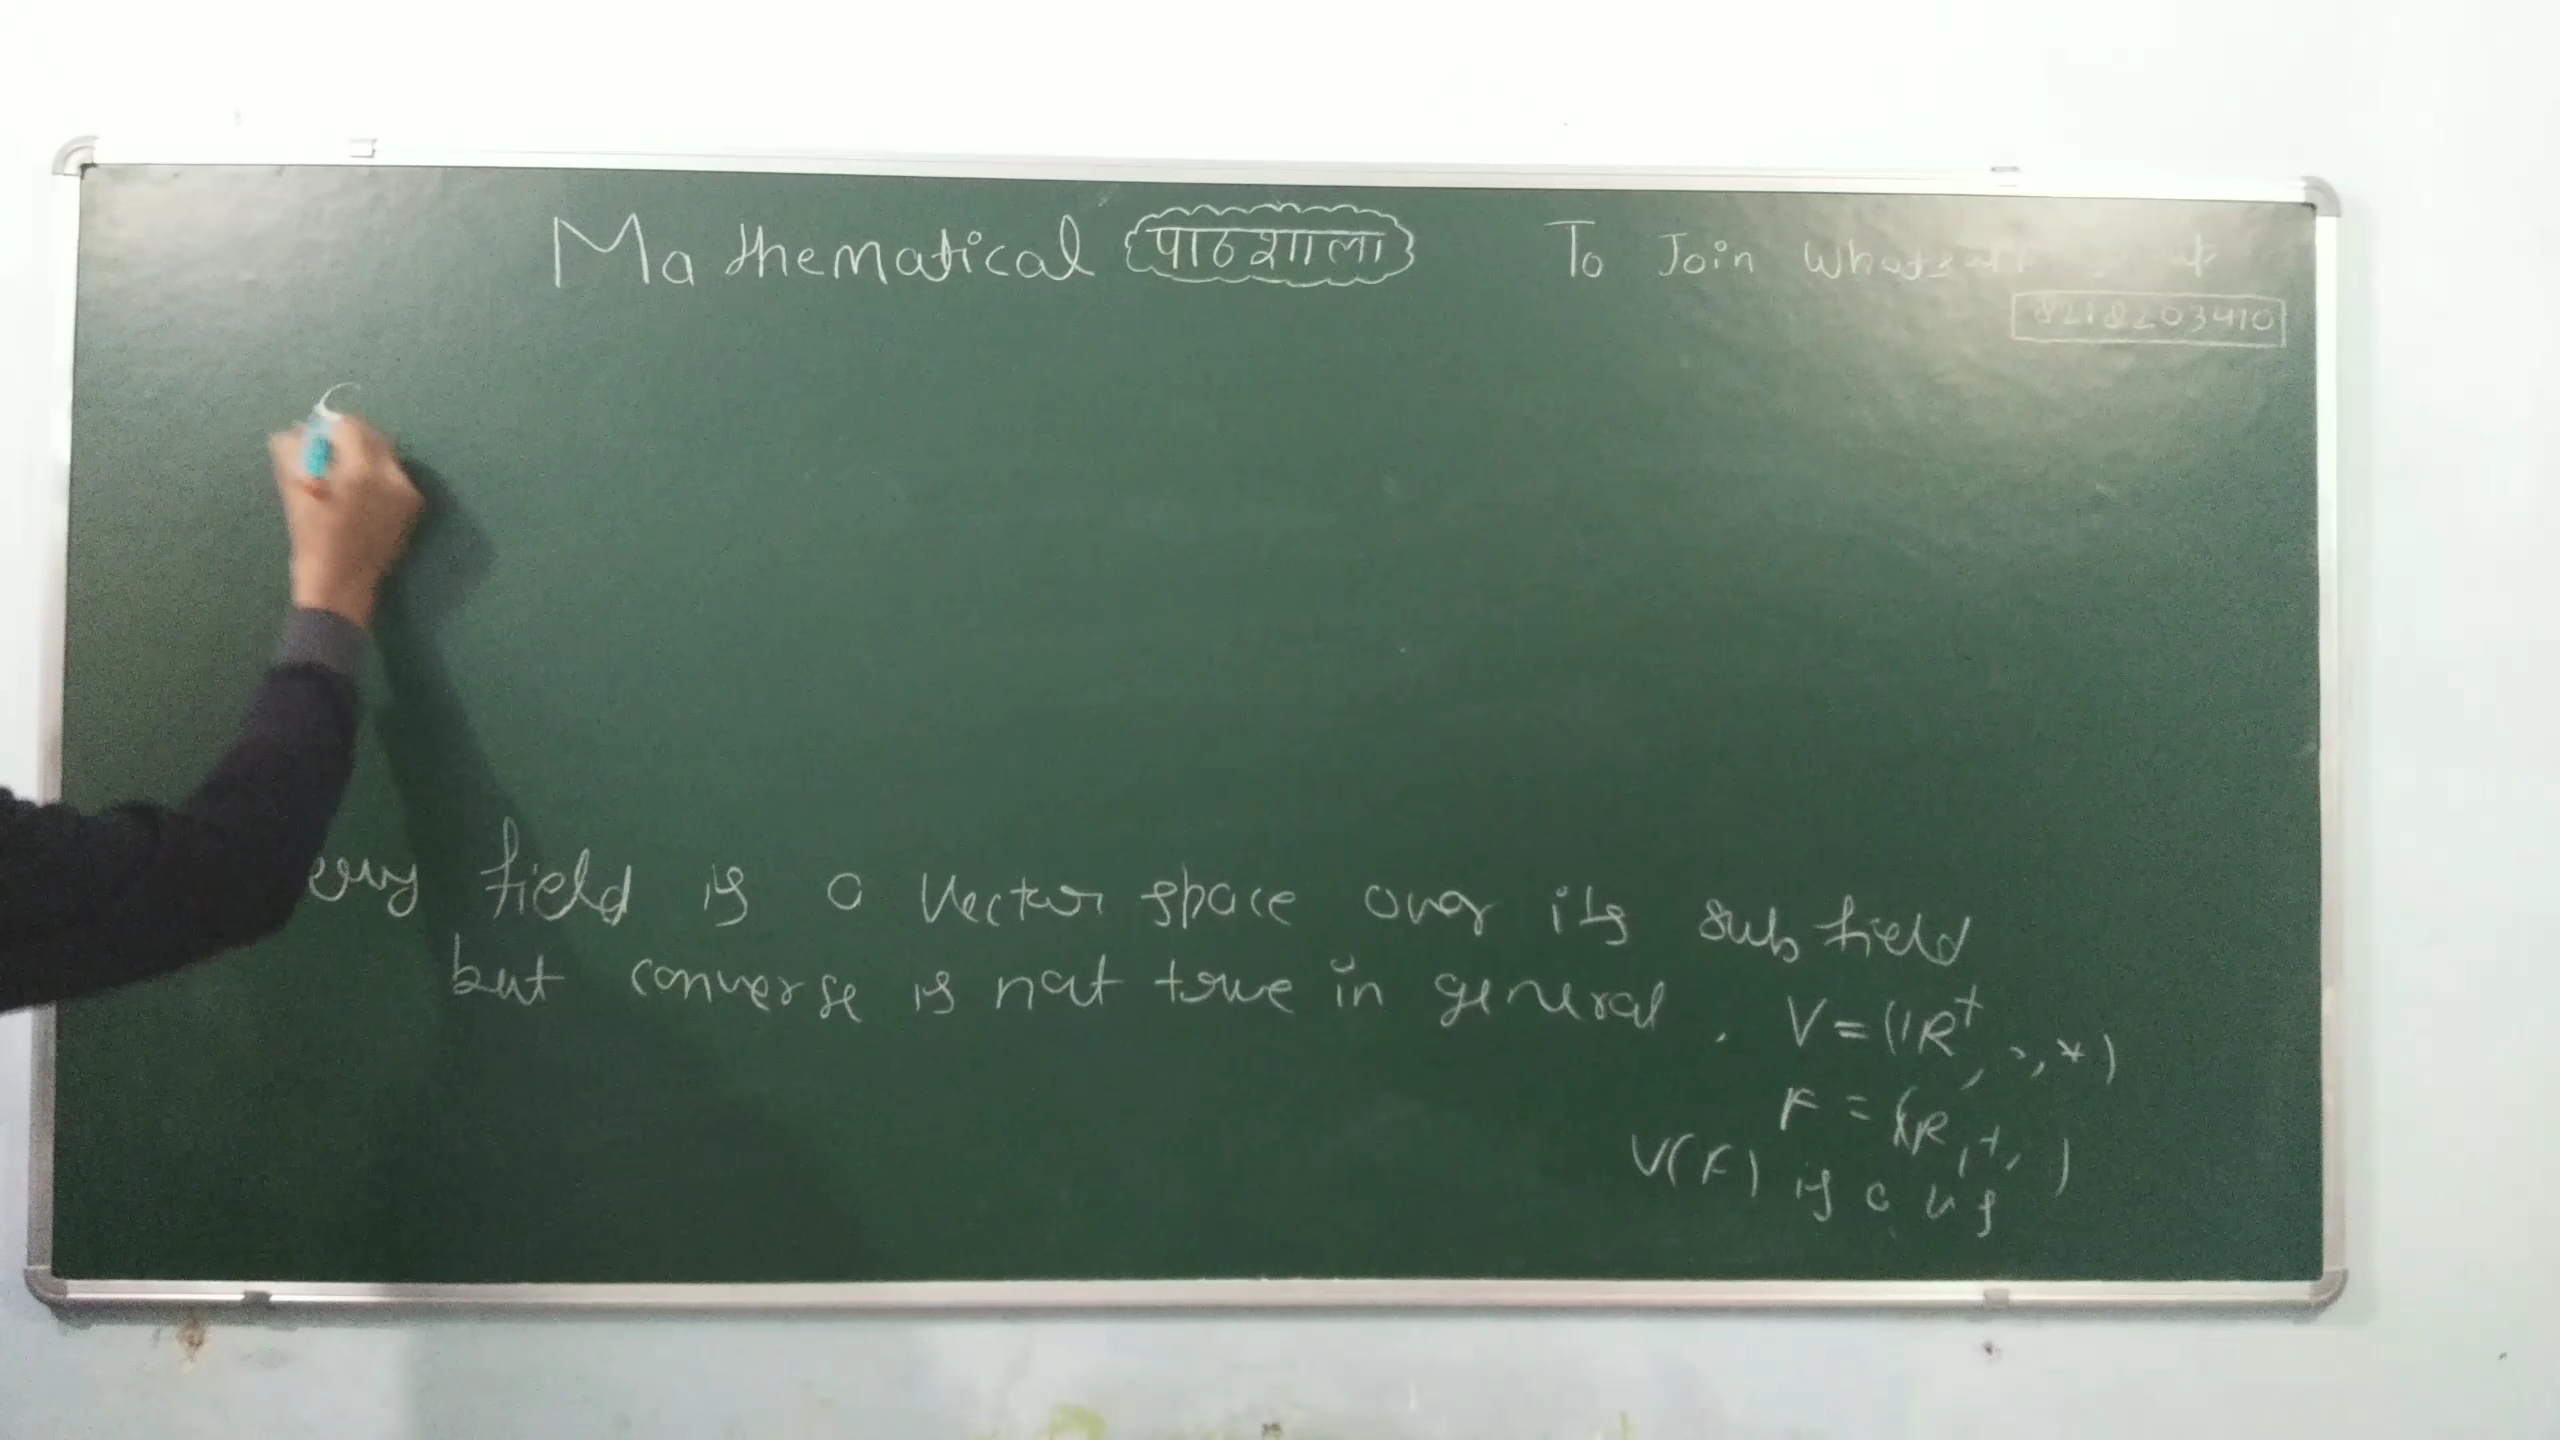 Mathematical पाठशाला To Join Whatsapp
8218203410
every field is a vector space over its subfield
but converse is not true in general . V = (IR⁺, ·, *)
F = (R, +, ·)
V(F) is a v s